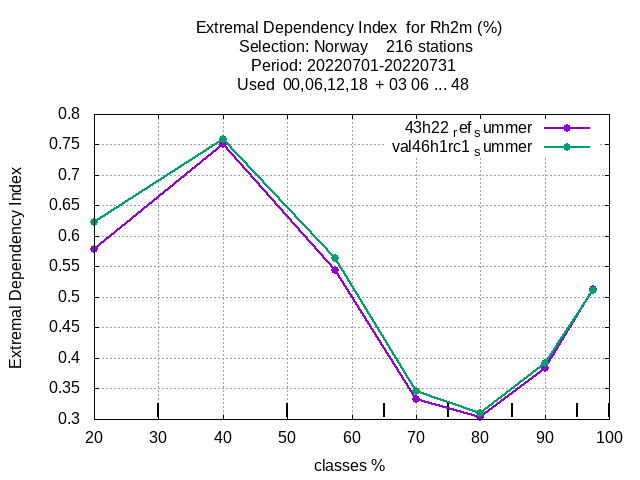 Extremal Dependency Index  for Rh2m (%)
Selection: Norway    216 stations
Period: 20220701-20220731
Used  00,06,12,18  + 03 06 ... 48
43h22 ref summer
val46h1rc1 summer
Extremal Dependency Index
0.8
0.75
0.7
0.65
0.6
0.55
0.5
0.45
0.4
0.35
0.3
20 30 40 50 60 70 80 90 100
classes %